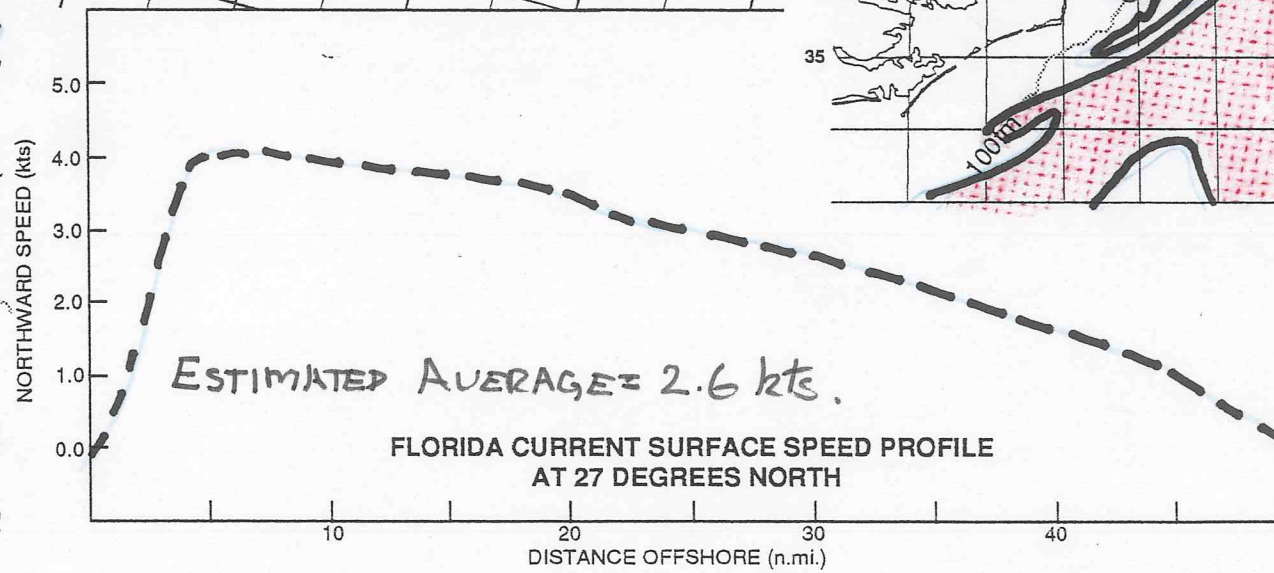 5.0
4.0
3.0
2.0
1.0
0.0
NORTHWARD SPEED (kts)
35
100fm
ESTIMATED AVERAGE= 2.6 kts.
FLORIDA CURRENT SURFACE SPEED PROFILE
AT 27 DEGREES NORTH
10
20
30
40
DISTANCE OFFSHORE (n.mi.)